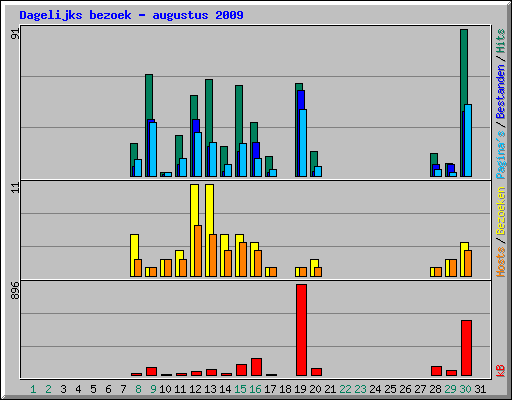 Dagelijks bezoek - augustus 2009
91
11
896
Pagina's / Bestanden / Hits
Hosts / Bezoeken
kB
1 2 3 4 5 6 7 8 9 10 11 12 13 14 15 16 17 18 19 20 21 22 23 24 25 26 27 28 29 30 31